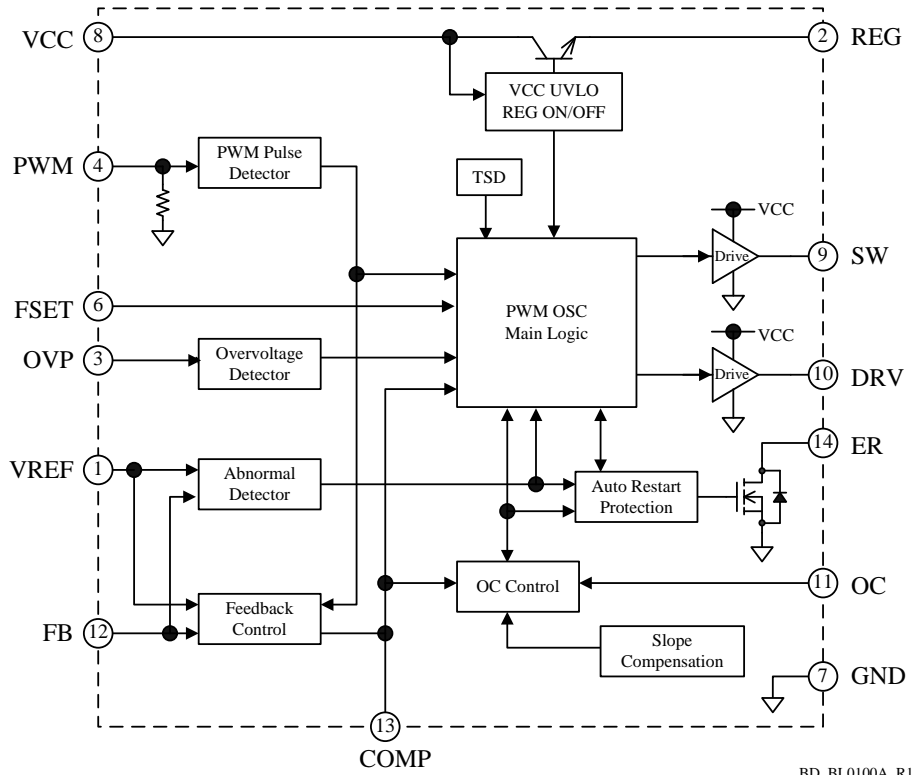 VCC
8
2
REG
VCC UVLO
REG ON/OFF
PWM
4
PWM Pulse
Detector
TSD
VCC
Drive
9
SW
FSET
6
PWM OSC
Main Logic
OVP
3
Overvoltage
Detector
VCC
Drive
10
DRV
14
ER
VREF
1
Abnormal
Detector
Auto Restart
Protection
OC Control
11
OC
FB
12
Feedback
Control
Slope
Compensation
7
GND
13
COMP
BD_BL0100A_R1